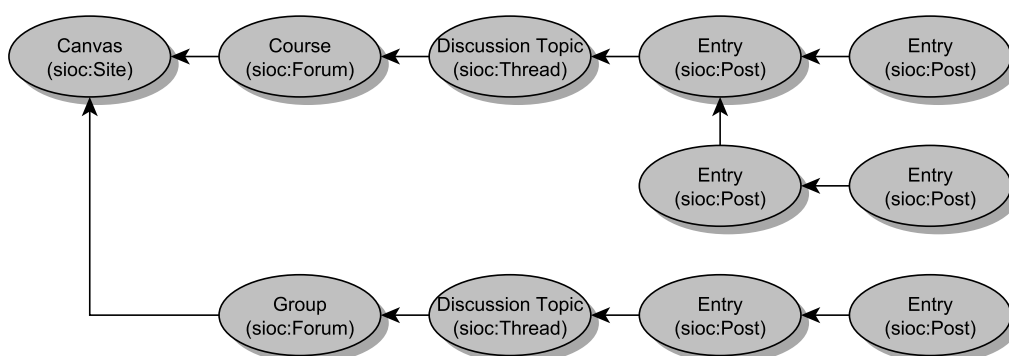 Canvas
(sioc:Site)
Course
(sioc:Forum)
Discussion Topic
(sioc:Thread)
Entry
(sioc:Post)
Entry
(sioc:Post)
Entry
(sioc:Post)
Entry
(sioc:Post)
Group
(sioc:Forum)
Discussion Topic
(sioc:Thread)
Entry
(sioc:Post)
Entry
(sioc:Post)